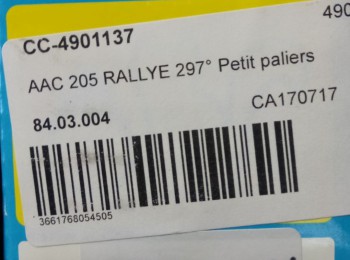 490
CC-4901137
AAC 205 RALLYE 297° Petit paliers
CA170717
84.03.004
3661768054505